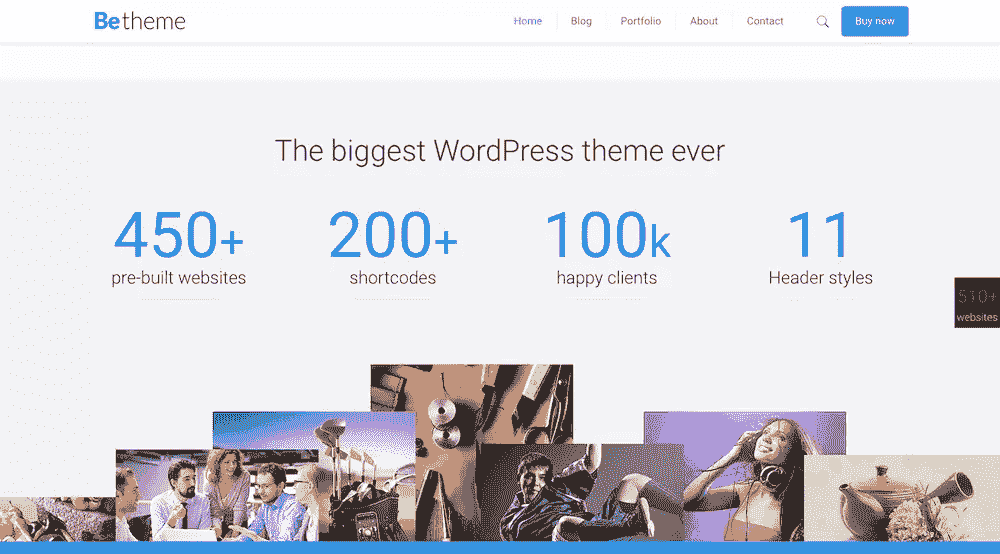 Betheme
Home
Blog
Portfolio
About
Contact
Buy now
The biggest WordPress theme ever
450+
200+
100k
11
pre-built websites
shortcodes
happy clients
Header styles
510+
websites